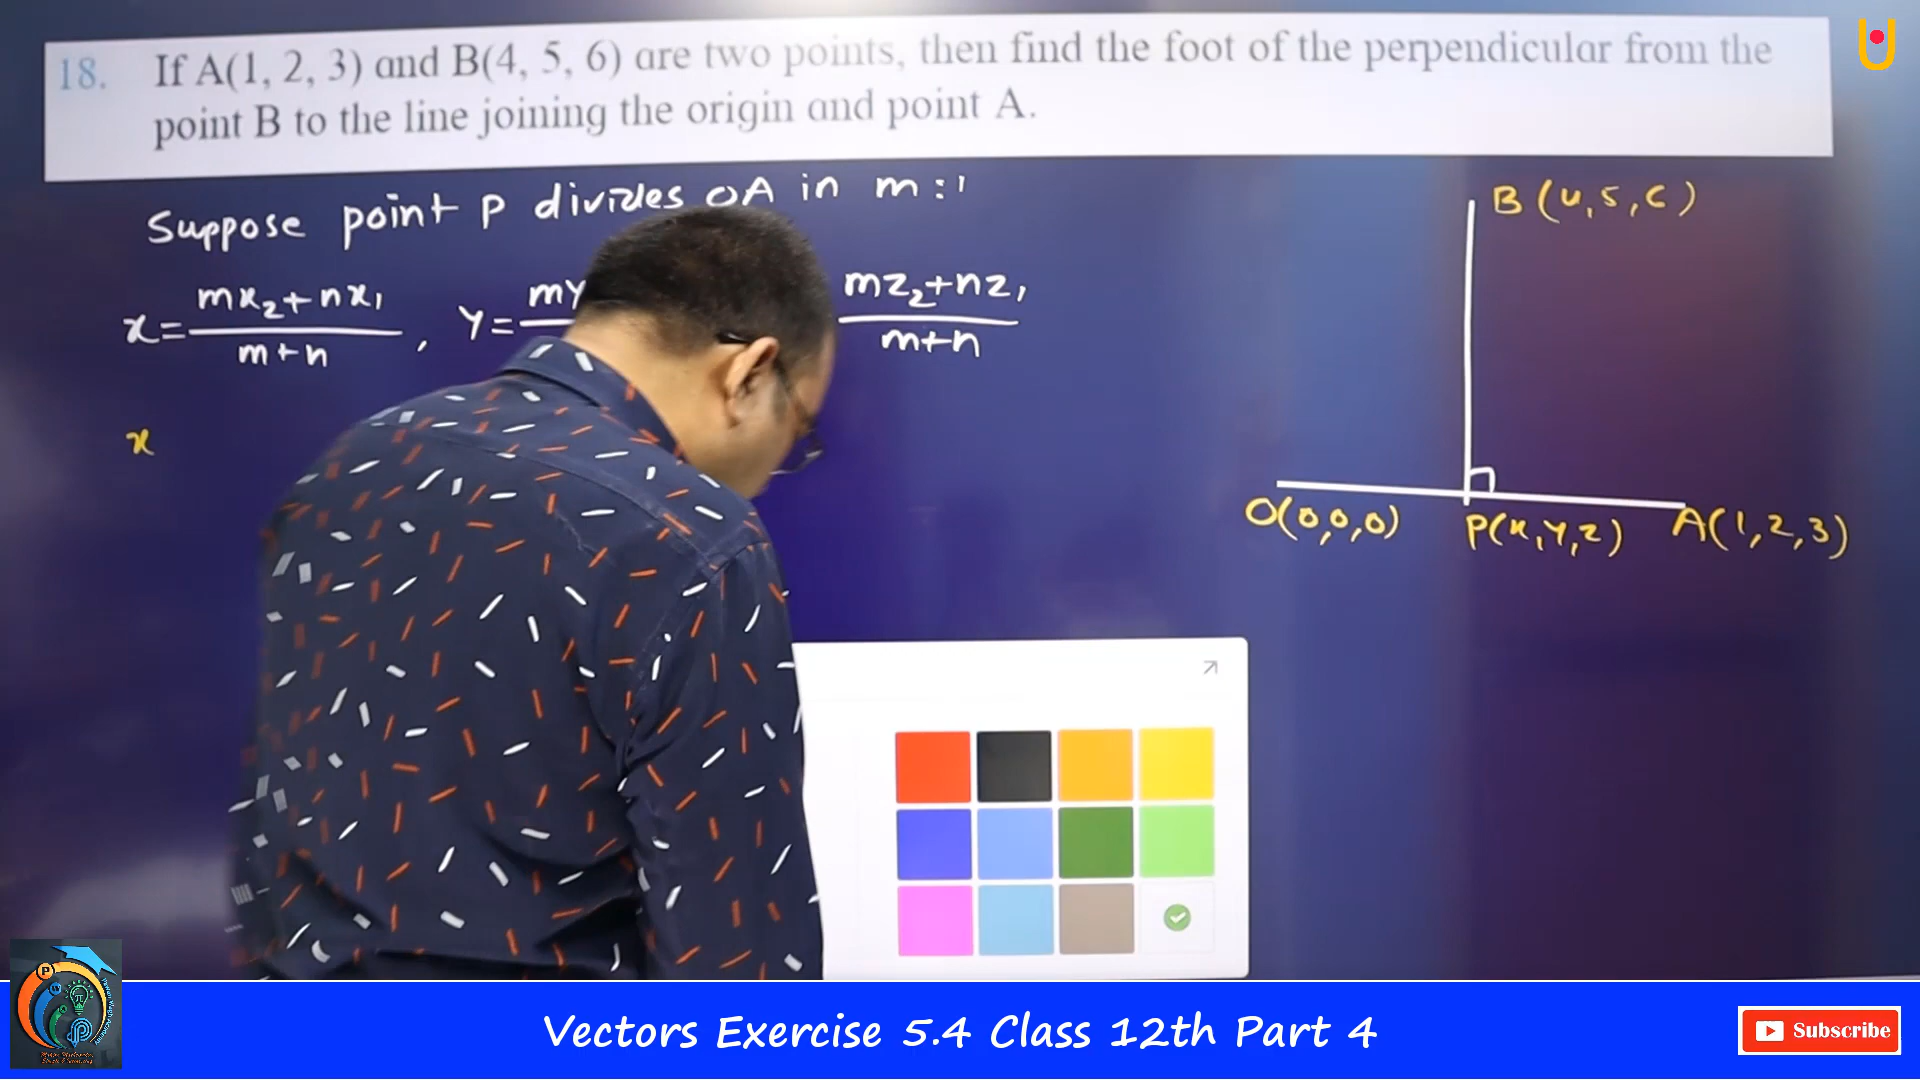 18. If A(1, 2, 3) and B(4, 5, 6) are two points, then find the foot of the perpendicular from the
point B to the line joining the origin and point A.
Suppose point P divides OA in m:1
x = (mx₂+nx₁)/(m+n) , Y = mY (mz₂+nz₁)/(m+n)
x
B(4,5,6)
O(0,0,0) P(x,Y,z) A(1,2,3)
Vectors Exercise 5.4 Class 12th Part 4
Subscribe